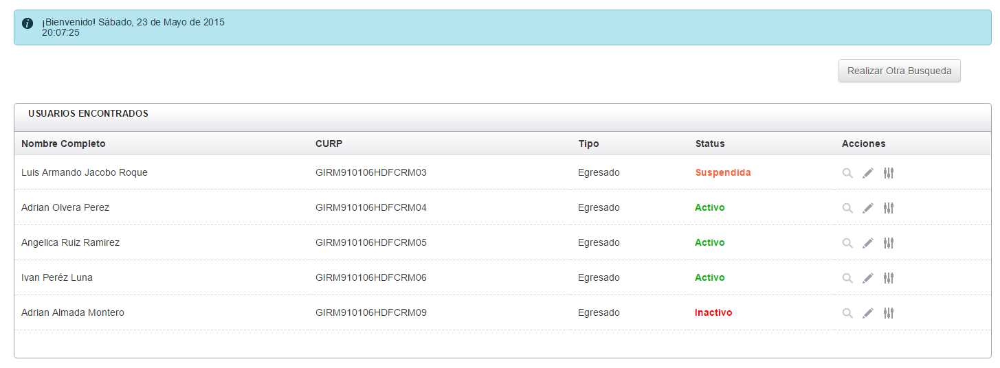 ¡Bienvenido! Sábado, 23 de Mayo de 2015
20:07:25
Realizar Otra Busqueda
USUARIOS ENCONTRADOS
Nombre Completo CURP Tipo Status Acciones
Luis Armando Jacobo Roque GIRM910106HDFCRM03 Egresado Suspendida
Adrian Olvera Perez GIRM910106HDFCRM04 Egresado Activo
Angelica Ruiz Ramirez GIRM910106HDFCRM05 Egresado Activo
Ivan Peréz Luna GIRM910106HDFCRM06 Egresado Activo
Adrian Almada Montero GIRM910106HDFCRM09 Egresado Inactivo